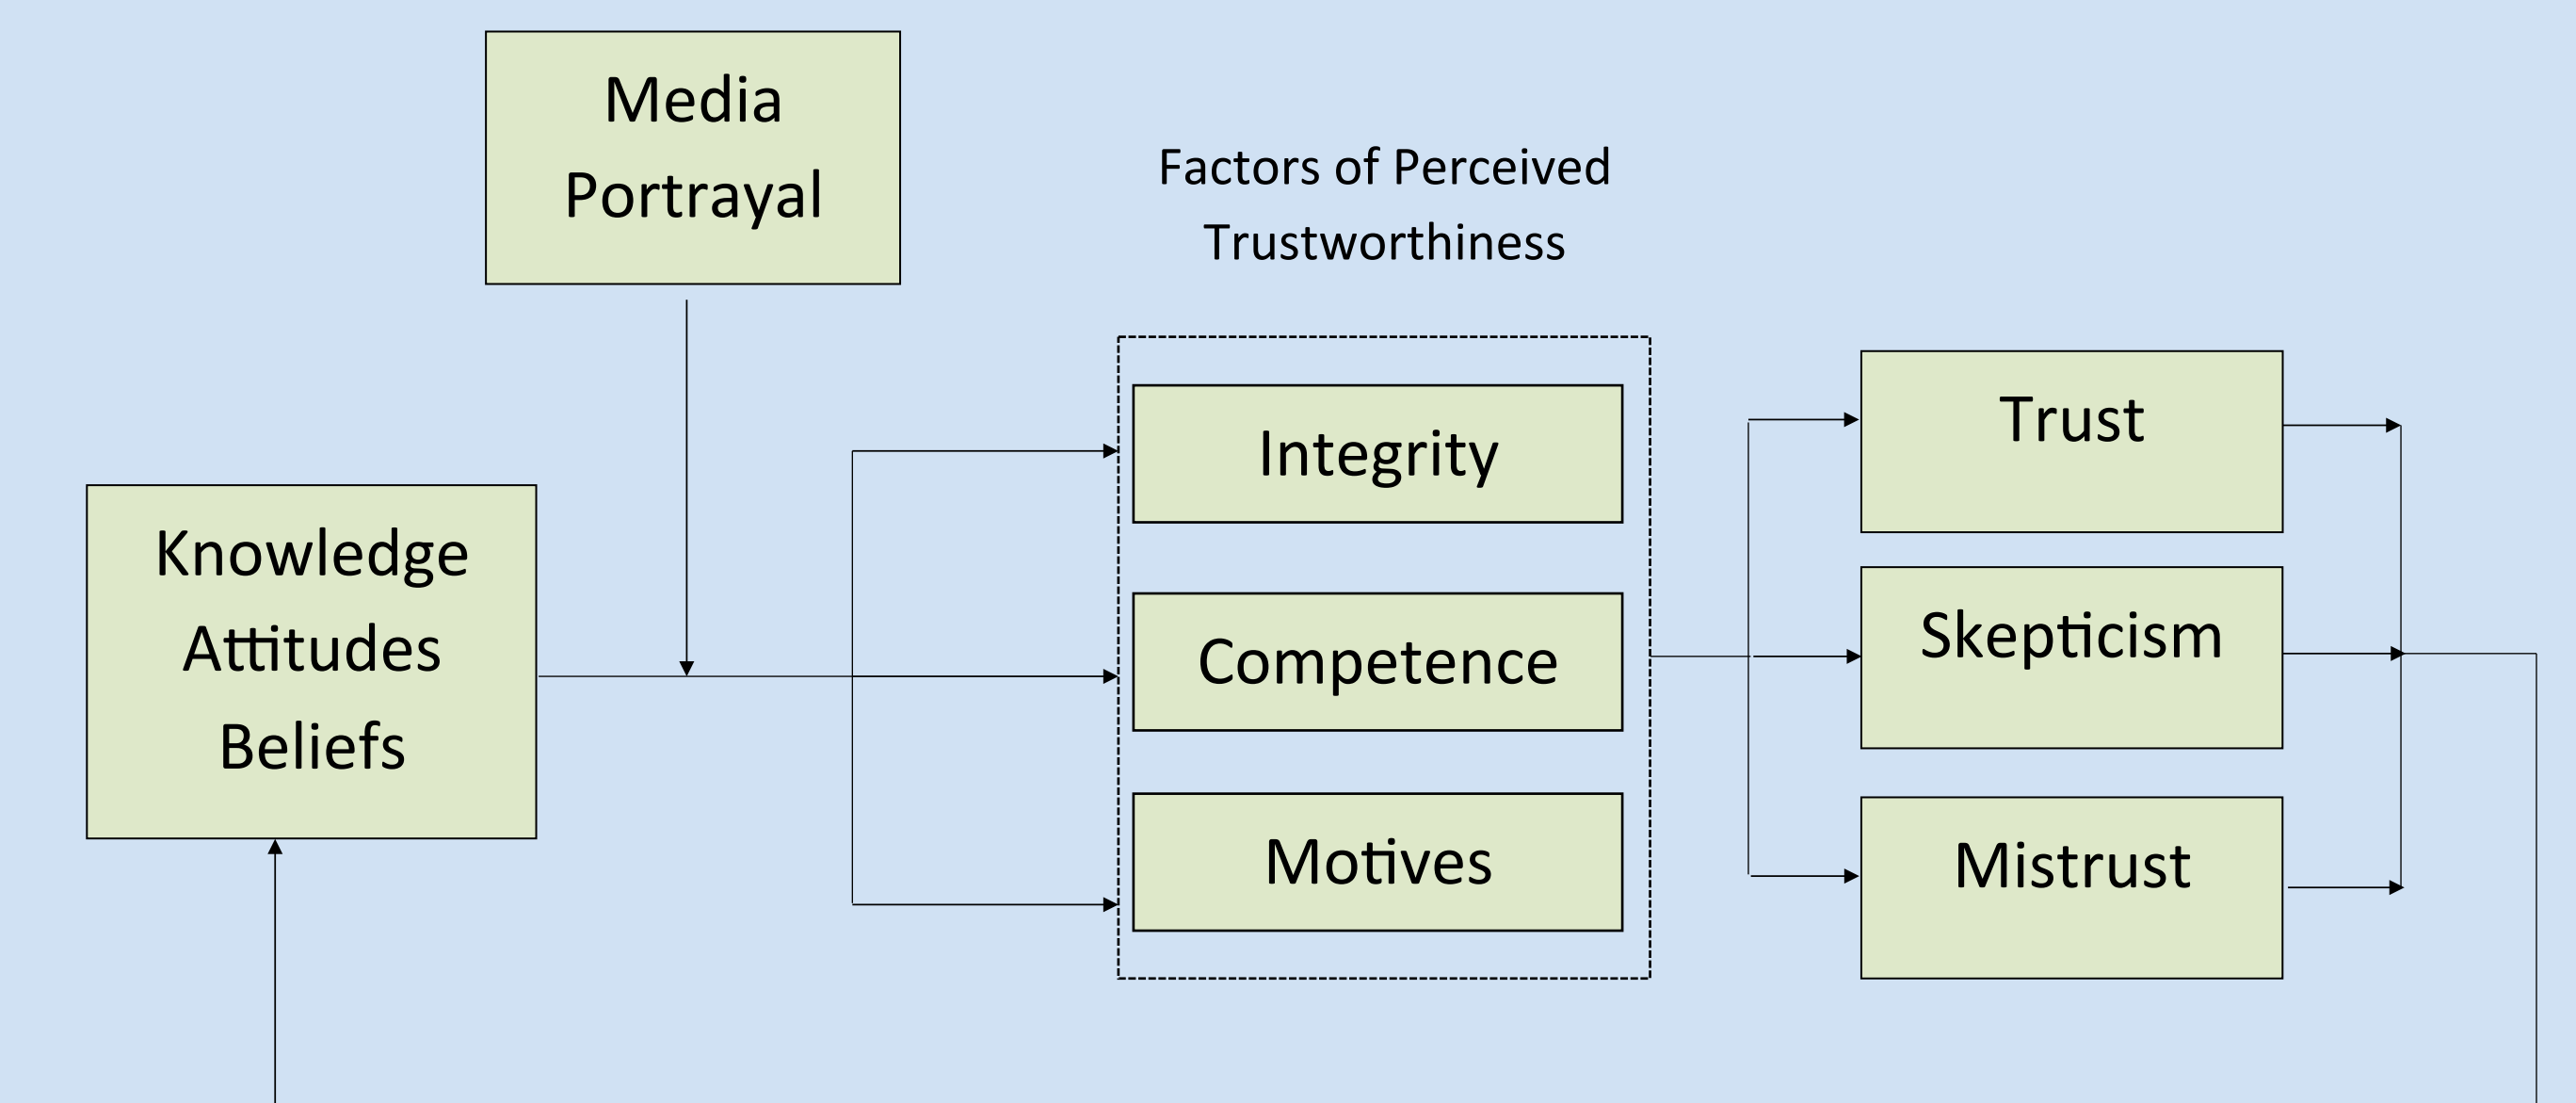 Media
Portrayal
Factors of Perceived
Trustworthiness
Knowledge
Attitudes
Beliefs
Integrity
Competence
Motives
Trust
Skepticism
Mistrust